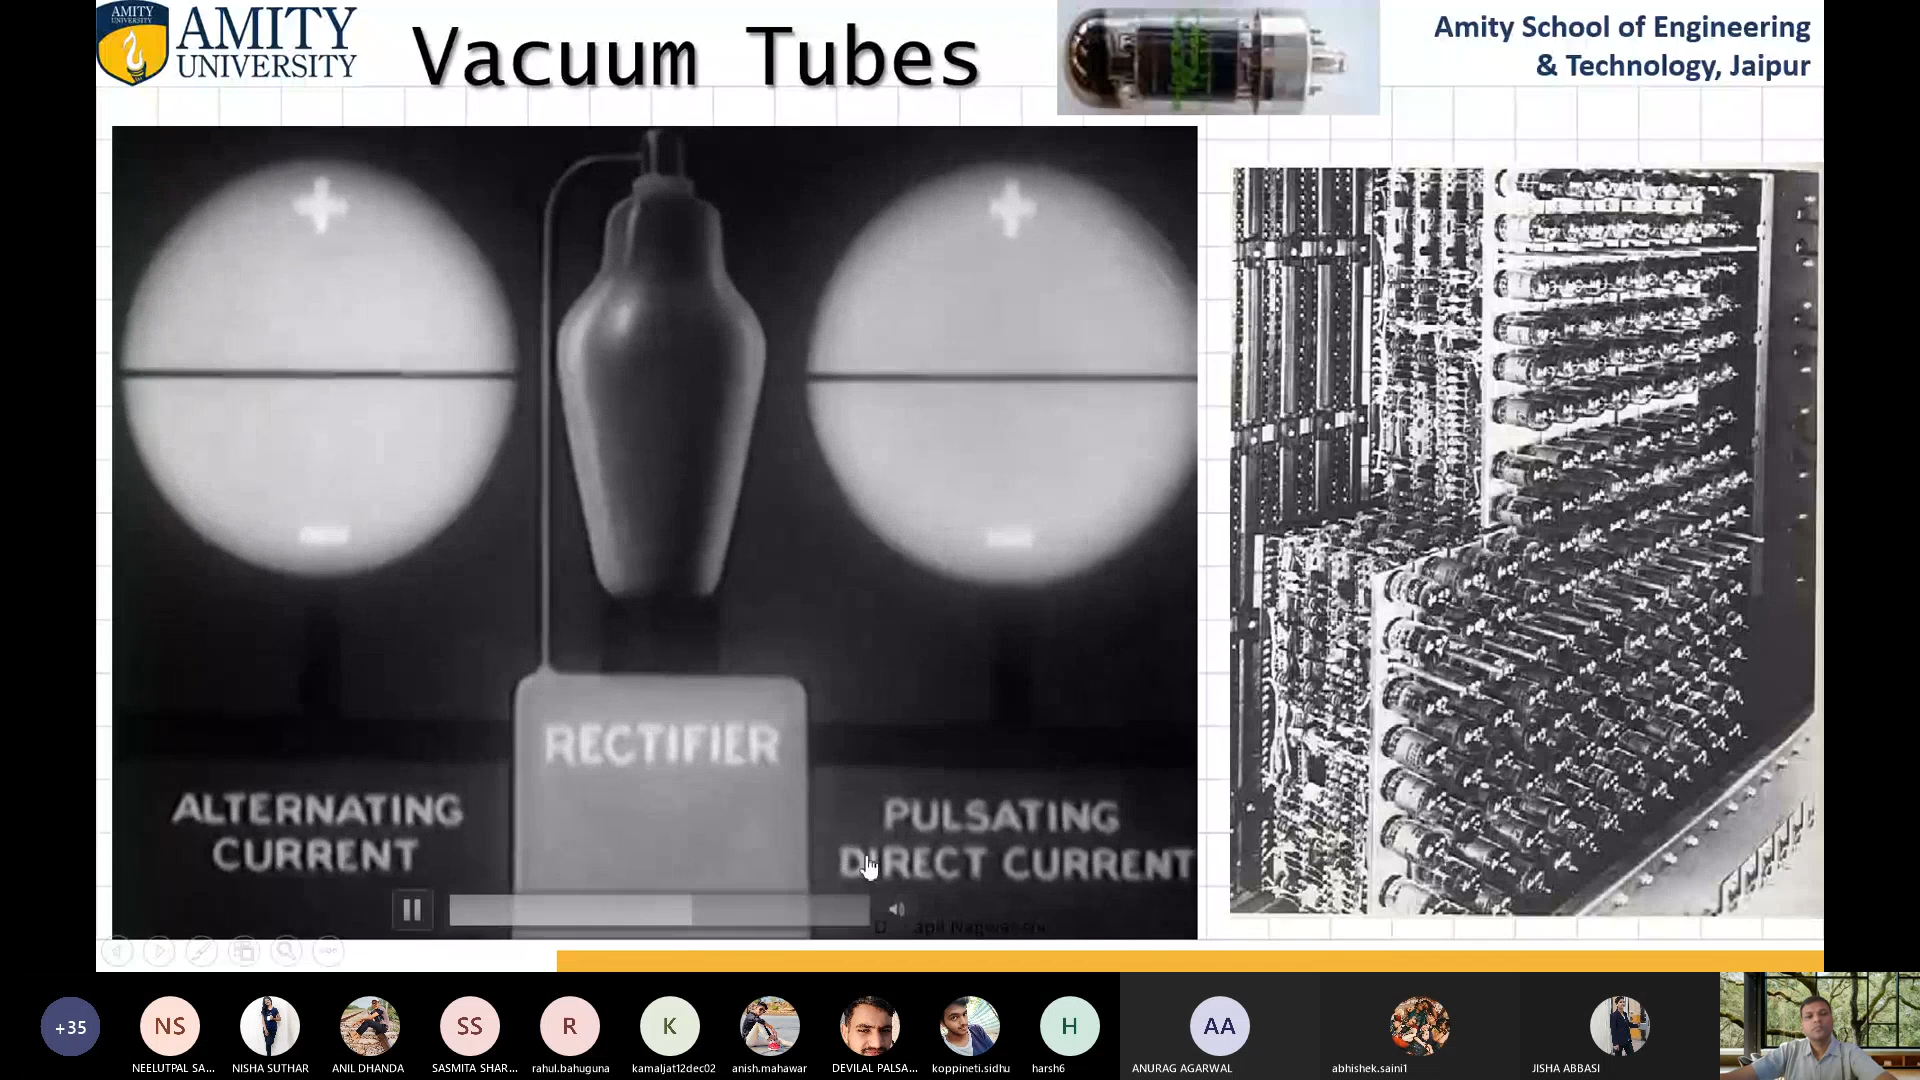 AMITY
UNIVERSITY
AMITY
UNIVERSITY
Vacuum Tubes
Amity School of Engineering
& Technology, Jaipur
RECTIFIER
ALTERNATING
CURRENT
PULSATING
DIRECT CURRENT
+35
NS
SS
R
K
H
AA
NEELUTPAL SA...
NISHA SUTHAR
ANIL DHANDA
SASMITA SHAR...
rahul.bahuguna
kamaljat12dec02
anish.mahawar
DEVILAL PALSA...
koppineti.sidhu
harsh6
ANURAG AGARWAL
abhishek.saini1
JISHA ABBASI